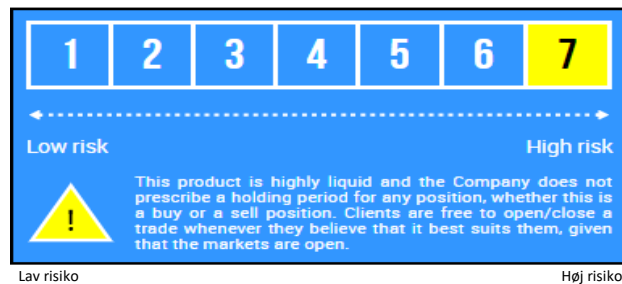 1 2 3 4 5 6 7
Low risk High risk
!
This product is highly liquid and the Company does not
prescribe a holding period for any position, whether this is
a buy or a sell position. Clients are free to open/close a
trade whenever they believe that it best suits them, given
that the markets are open.
Lav risiko Høj risiko